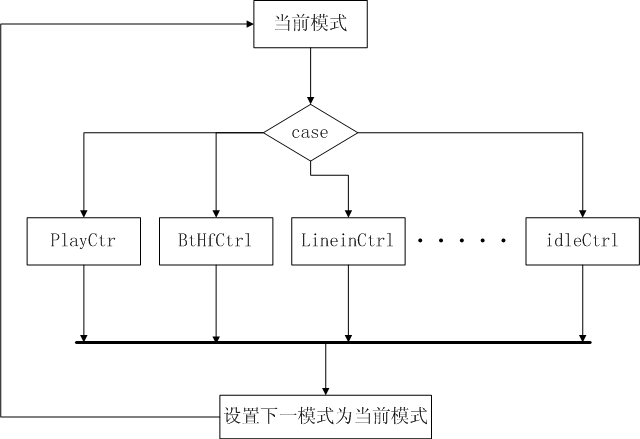 当前模式
case
PlayCtr
BtHfCtrl
LineinCtrl
· · · · ·
idleCtrl
设置下一模式为当前模式